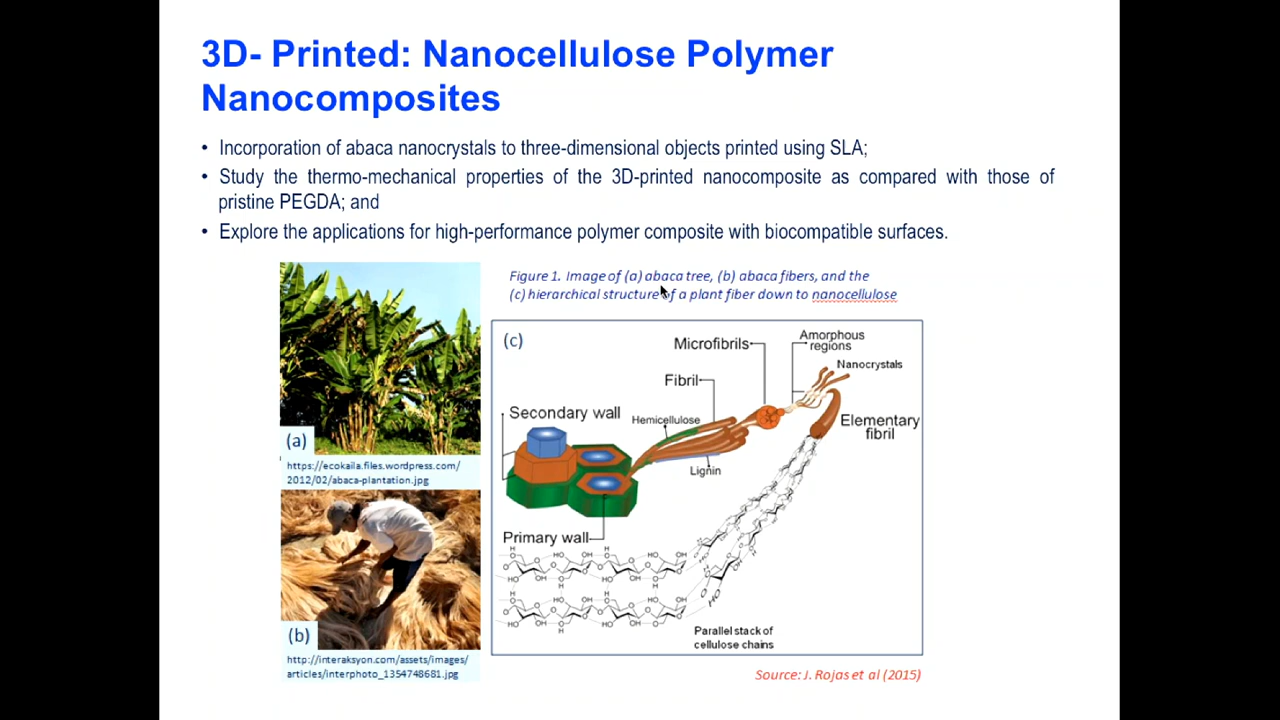 3D- Printed: Nanocellulose Polymer
Nanocomposites
• Incorporation of abaca nanocrystals to three-dimensional objects printed using SLA;
• Study the thermo-mechanical properties of the 3D-printed nanocomposite as compared with those of
pristine PEGDA; and
• Explore the applications for high-performance polymer composite with biocompatible surfaces.
Figure 1. Image of (a) abaca tree, (b) abaca fibers, and the
(c) hierarchical structure of a plant fiber down to nanocellulose
(a)
https://ecokaila.files.wordpress.com/
2012/02/abaca-plantation.jpg
(b)
http://interaksyon.com/assets/images/
articles/interphoto_1354748681.jpg
(c)
Microfibrils
Amorphous
regions
Nanocrystals
Fibril
Secondary wall
Hemicellulose
Elementary
fibril
Lignin
Primary wall
Parallel stack of
cellulose chains
Source: J. Rojas et al (2015)